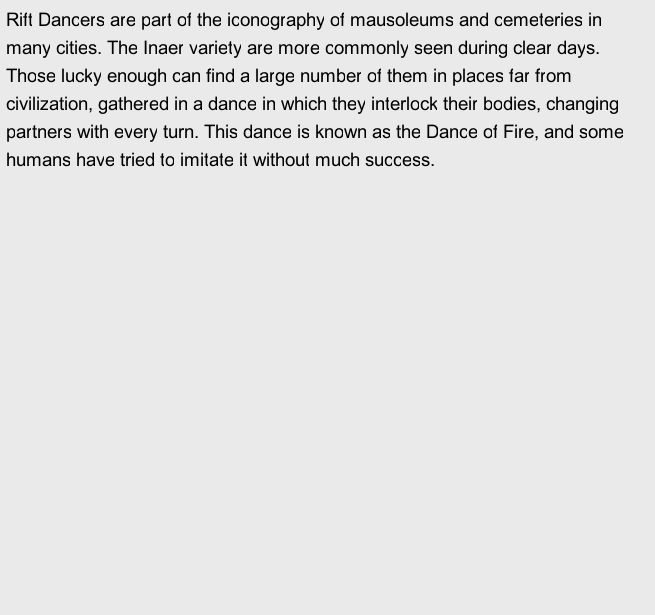 Rift Dancers are part of the iconography of mausoleums and cemeteries in
many cities. The Inaer variety are more commonly seen during clear days.
Those lucky enough can find a large number of them in places far from
civilization, gathered in a dance in which they interlock their bodies, changing
partners with every turn. This dance is known as the Dance of Fire, and some
humans have tried to imitate it without much success.